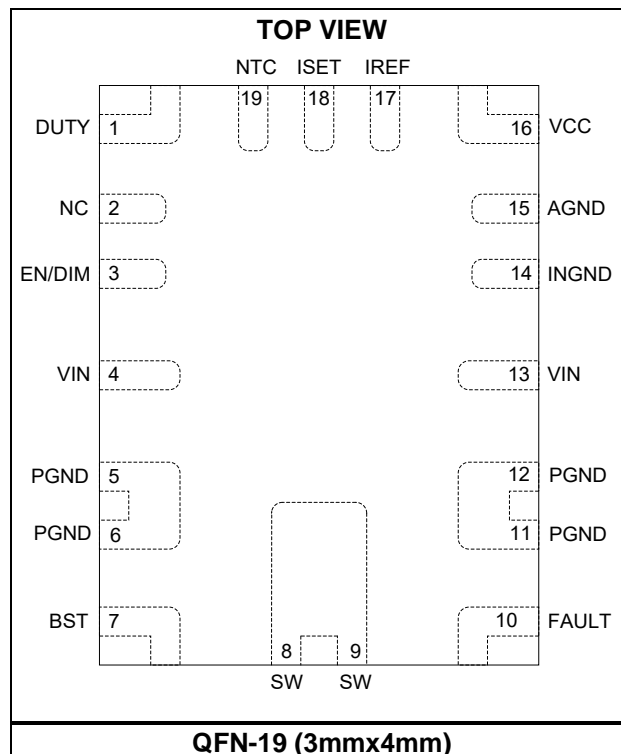 TOP VIEW
NTC ISET IREF
19 18 17
DUTY 1 16 VCC
NC 2 15 AGND
EN/DIM 3 14 INGND
VIN 4 13 VIN
PGND 5 12 PGND
PGND 6 11 PGND
BST 7 10 FAULT
8 9
SW SW
QFN-19 (3mmx4mm)